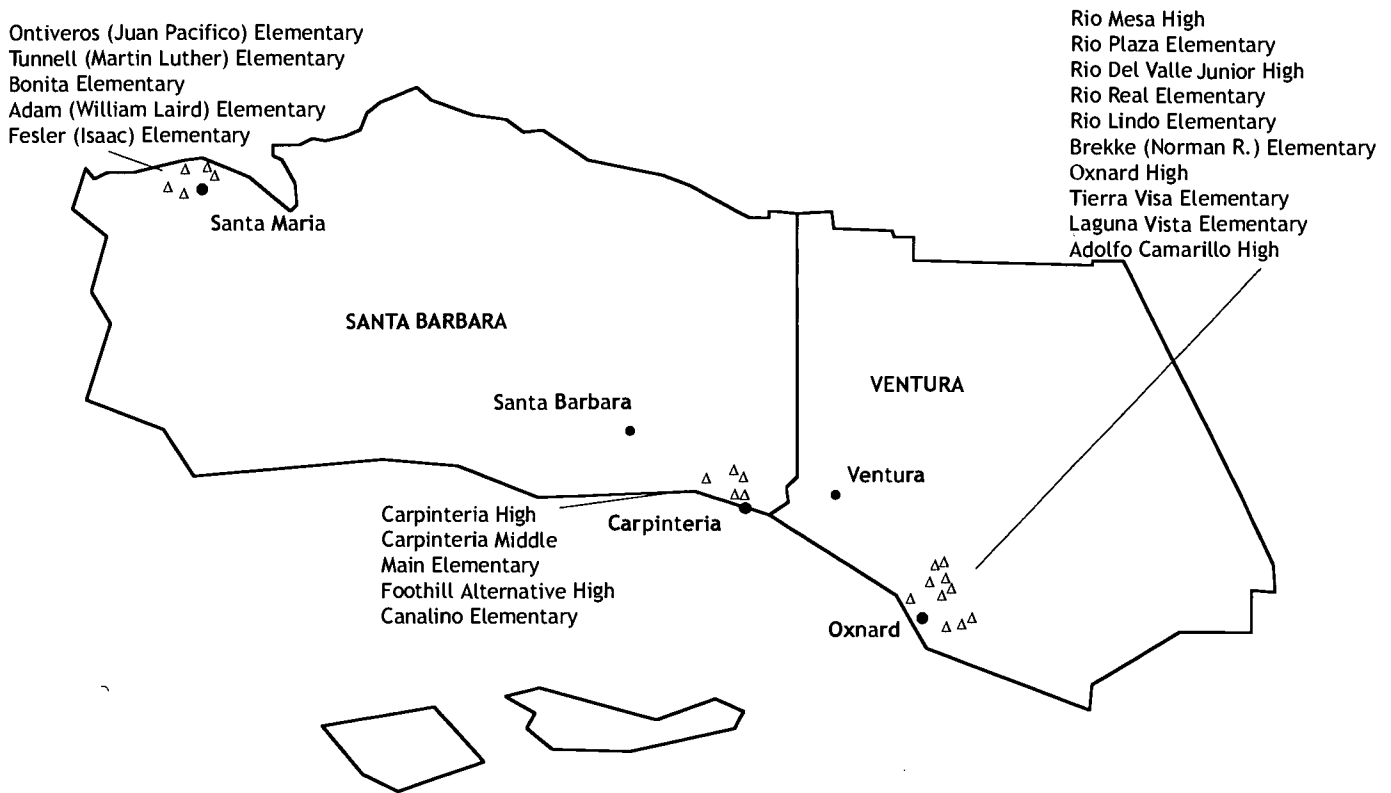 Ontiveros (Juan Pacifico) Elementary
Tunnell (Martin Luther) Elementary
Bonita Elementary
Adam (William Laird) Elementary
Fesler (Isaac) Elementary
Rio Mesa High
Rio Plaza Elementary
Rio Del Valle Junior High
Rio Real Elementary
Rio Lindo Elementary
Brekke (Norman R.) Elementary
Oxnard High
Tierra Visa Elementary
Laguna Vista Elementary
Adolfo Camarillo High
Santa Maria
SANTA BARBARA
VENTURA
Santa Barbara
Ventura
Carpinteria
Carpinteria High
Carpinteria Middle
Main Elementary
Foothill Alternative High
Canalino Elementary
Oxnard